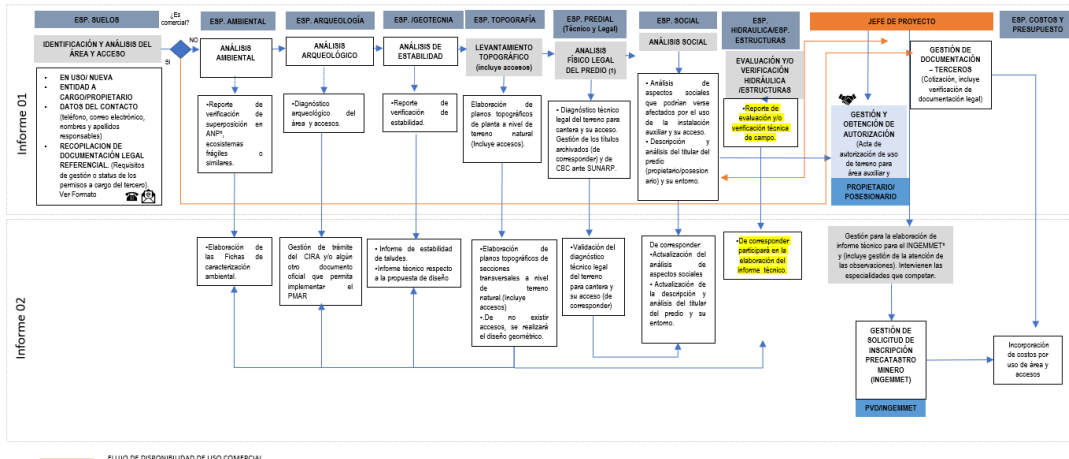 ESP. SUELOS
¿Es
comercial?
ESP. AMBIENTAL
ESP. ARQUEOLOGÍA
ESP. /GEOTECNIA
ESP. TOPOGRAFÍA
ESP. PREDIAL
(Técnico y Legal)
ESP. SOCIAL
ESP.
HIDRAULICA/ESP.
ESTRUCTURAS
JEFE DE PROYECTO
ESP. COSTOS Y
PRESUPUESTO
Informe 01
IDENTIFICACIÓN Y ANÁLISIS DEL
ÁREA Y ACCESO
NO
SI
ANÁLISIS
AMBIENTAL
ANÁLISIS
ARQUEOLÓGICO
ANÁLISIS DE
ESTABILIDAD
LEVANTAMIENTO
TOPOGRÁFICO
(incluye accesos)
ANALISIS
FÍSICO LEGAL
DEL PREDIO (1)
ANÁLISIS SOCIAL
EVALUACIÓN Y/O
VERIFICACIÓN
HIDRÁULICA
/ESTRUCTURAS
GESTIÓN DE
DOCUMENTACIÓN
– TERCEROS
(Cotización, incluye
verificación de
documentación legal)
• EN USO/ NUEVA
• ENTIDAD A
CARGO/PROPIETARIO
• DATOS DEL CONTACTO
(teléfono, correo electrónico,
nombres y apellidos
responsables)
• RECOPILACION DE
DOCUMENTACIÓN LEGAL
REFERENCIAL. (Requisitos
de gestión o status de los
permisos a cargo del tercero).
Ver Formato
•Reporte de
verificación de
superposición en
ANP*, ecosistemas
frágiles o
similares.
•Diagnóstico
arqueológico del
área y accesos.
•Reporte de
verificación de
estabilidad.
Elaboración de
planos topográficos
de planta a nivel de
terreno natural
(Incluye accesos).
• Diagnóstico técnico
legal del terreno para
cantera y su acceso.
Gestión de los títulos
archivados (de
corresponder) y de
CBC ante SUNARP.
• Análisis de
aspectos sociales
que podrían verse
afectados por el uso
de la instalación
auxiliar y su acceso.
• Descripción y
análisis del titular del
predio
(propietario/posesion
ario) y su entorno.
•Reporte de
evaluación y/o
verificación técnica
de campo.
GESTIÓN Y
OBTENCIÓN DE
AUTORIZACIÓN
(Acta de
autorización de uso
de terreno para
área auxiliar y
PROPIETARIO/
POSESIONARIO
Informe 02
•Elaboración de
las Fichas de
caracterización
ambiental.
Gestión de trámite
del CIRA y/o algún
otro documento
oficial que permita
implementar el
PMAR
• Informe de estabilidad
de taludes.
•Informe técnico respecto
a la propuesta de diseño
•Elaboración de
planos topográficos de
secciones
transversales a nivel
de terreno
natural.(Incluye
accesos)
•De no existir
accesos, se realizará
el diseño geométrico.
•Validación del
diagnóstico
técnico legal
del terreno
para cantera y
su acceso (de
corresponder)
De corresponder:
•Actualización del
análisis de
aspectos sociales
• Actualización de
la descripción y
análisis del titular
del predio y su
entorno.
•De corresponder
participará en la
elaboración del
informe técnico.
Gestión para la elaboración de
informe técnico para el INGEMMET*
y (incluye gestión de la atención de
las observaciones). Intervienen las
especialidades que competan.
GESTIÓN DE
SOLICITUD DE
INSCRIPCIÓN
PRECATASTRO
MINERO
(INGEMMET)
PVD/INGEMMET
Incorporación
de costos por
uso de área y
accesos
FLUJO DE DISPONIBILIDAD DE USO COMERCIAL